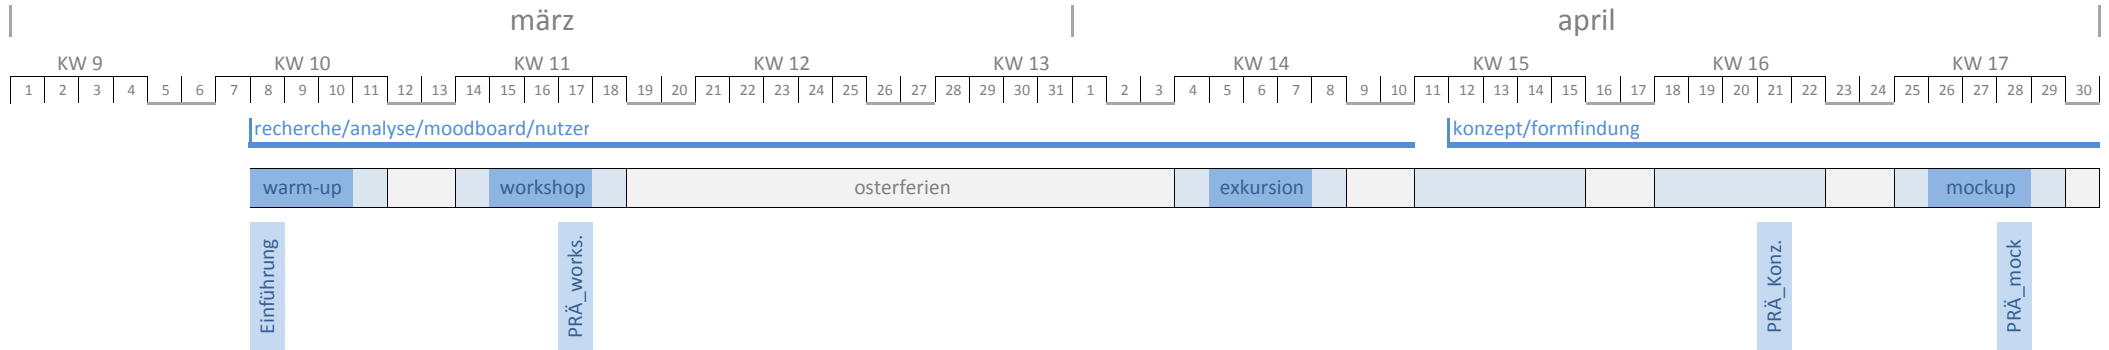 märz april
KW 9 KW 10 KW 11 KW 12 KW 13 KW 14 KW 15 KW 16 KW 17
1 2 3 4 5 6 7 8 9 10 11 12 13 14 15 16 17 18 19 20 21 22 23 24 25 26 27 28 29 30 31 1 2 3 4 5 6 7 8 9 10 11 12 13 14 15 16 17 18 19 20 21 22 23 24 25 26 27 28 29 30
recherche/analyse/moodboard/nutzer konzept/formfindung
warm-up workshop osterferien exkursion mockup
Einführung
PRÄ_works.
PRÄ_Konz.
PRÄ_mock